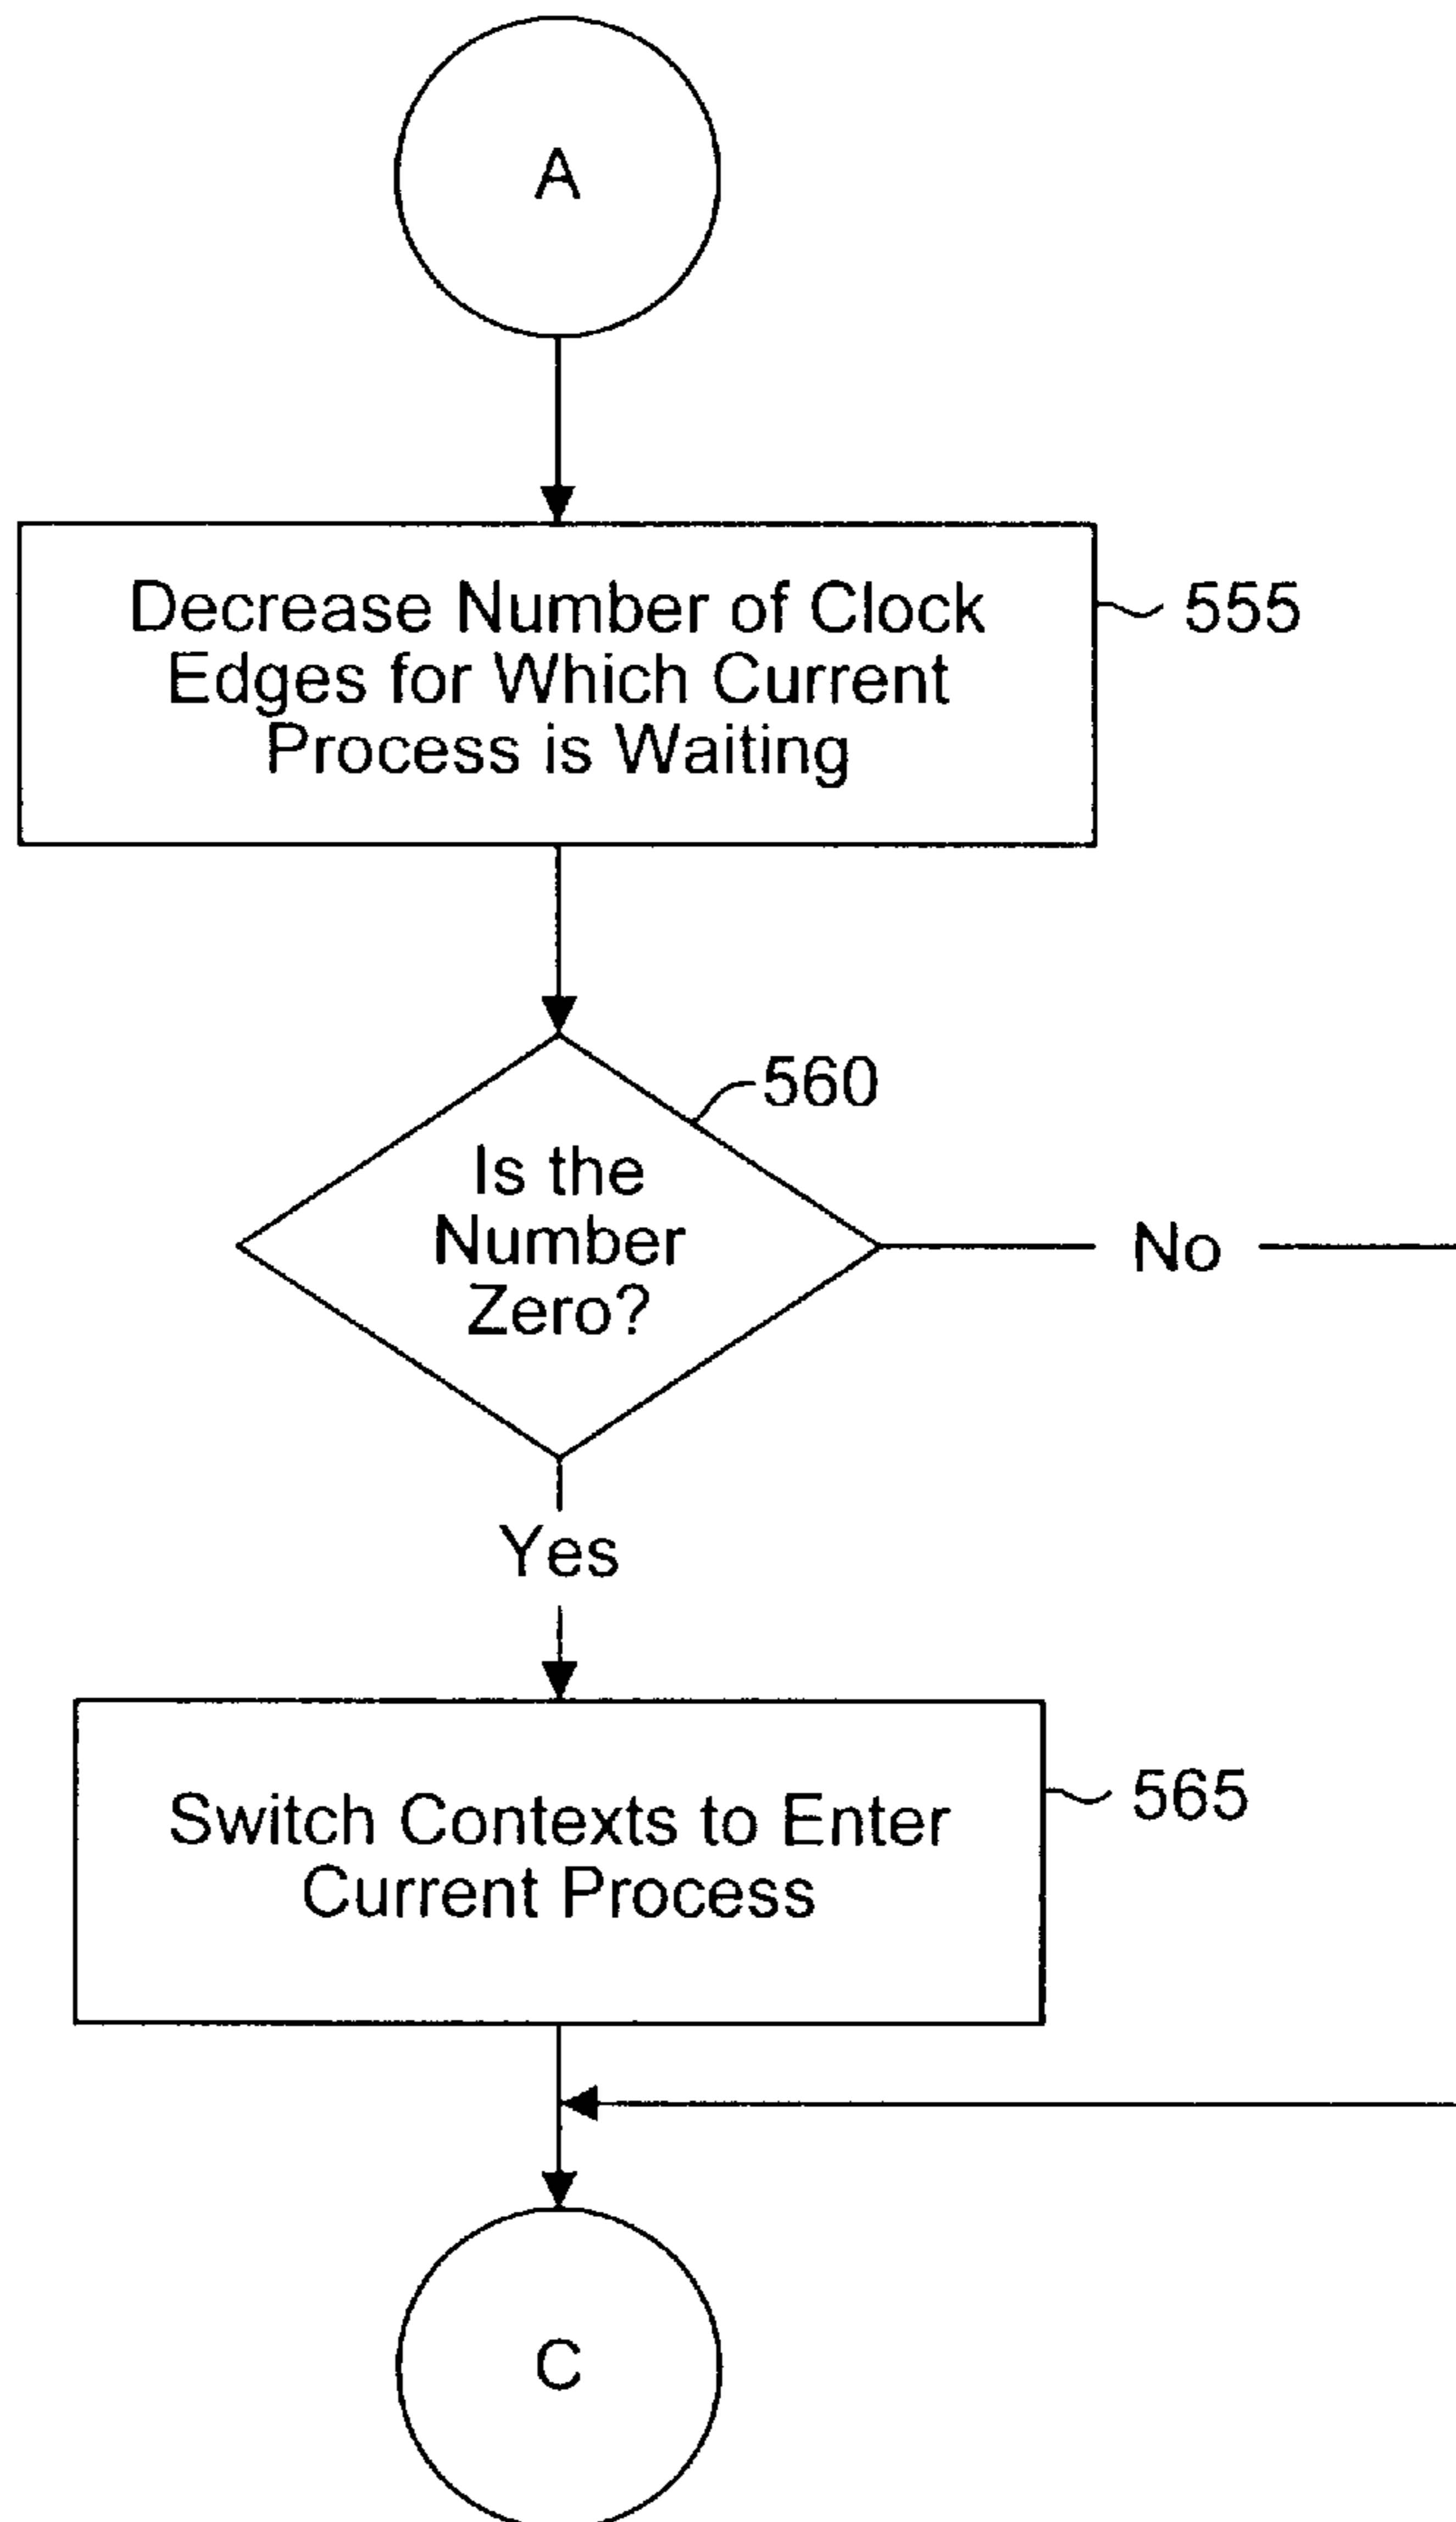 A
Decrease Number of Clock
Edges for Which Current
Process is Waiting
555
560
Is the
Number
Zero?
No
Yes
Switch Contexts to Enter
Current Process
565
C